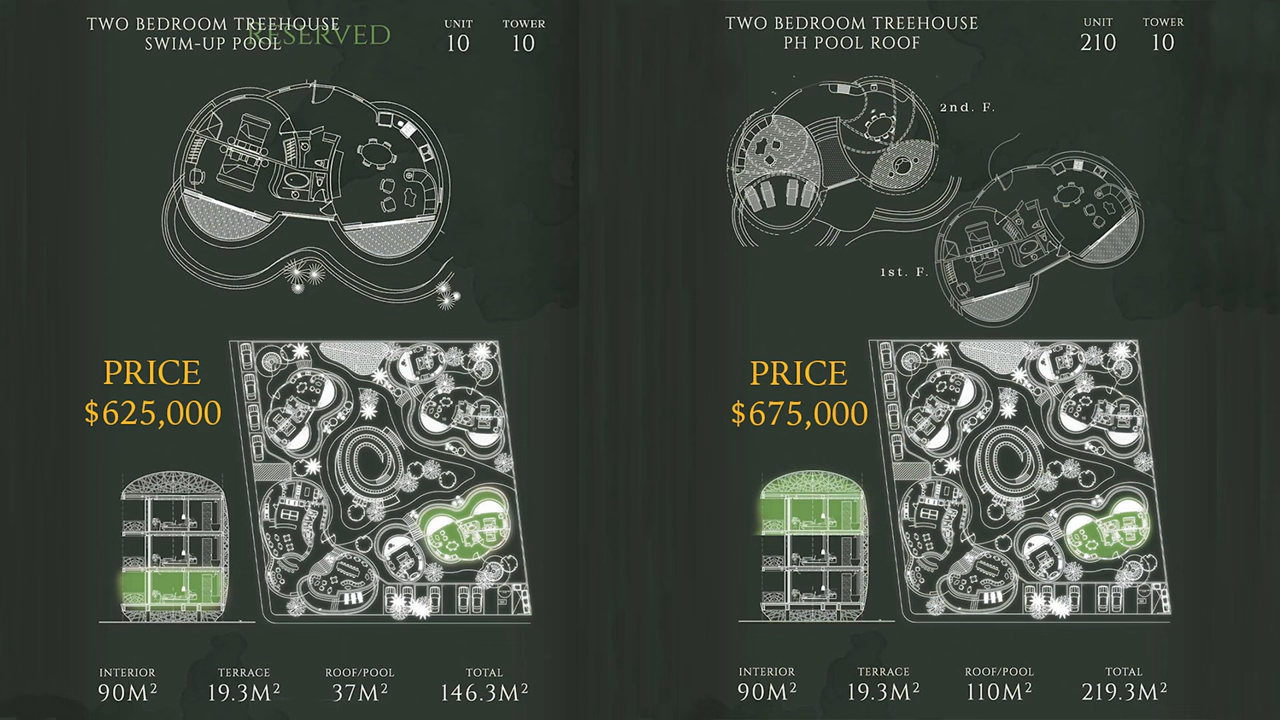 TWO BEDROOM TREEHOUSE
SWIM-UP POOL
RESERVED
UNIT
10
TOWER
10
PRICE
$625,000
INTERIOR
90M²
TERRACE
19.3M²
ROOF/POOL
37M²
TOTAL
146.3M²
TWO BEDROOM TREEHOUSE
PH POOL ROOF
UNIT
210
TOWER
10
2nd. F.
1st. F.
PRICE
$675,000
INTERIOR
90M²
TERRACE
19.3M²
ROOF/POOL
110M²
TOTAL
219.3M²